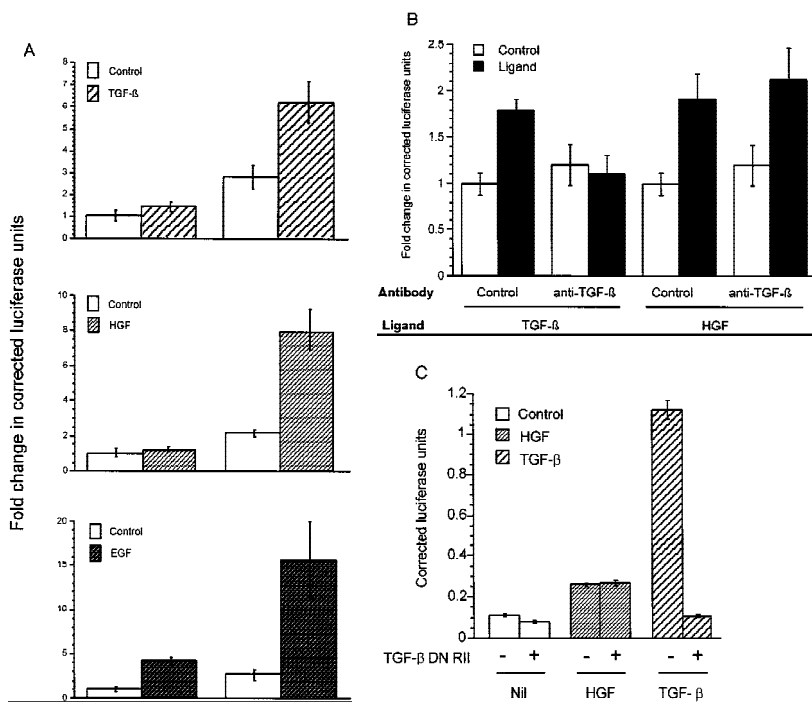 A
Fold change in corrected luciferase units
8
7
6
5
4
3
2
1
0
Control
TGF-ß
10
8
6
4
2
0
Control
HGF
20
15
10
5
0
Control
EGF
B
Fold change in corrected luciferase units
2.5
2
1.5
1
0.5
0
Control
Ligand
Antibody Control anti-TGF-ß Control anti-TGF-ß
Ligand TGF-ß HGF
C
Corrected luciferase units
1.2
1
0.8
0.6
0.4
0.2
0
Control
HGF
TGF-β
TGF-β DN RII - + - + - +
Nil HGF TGF- β